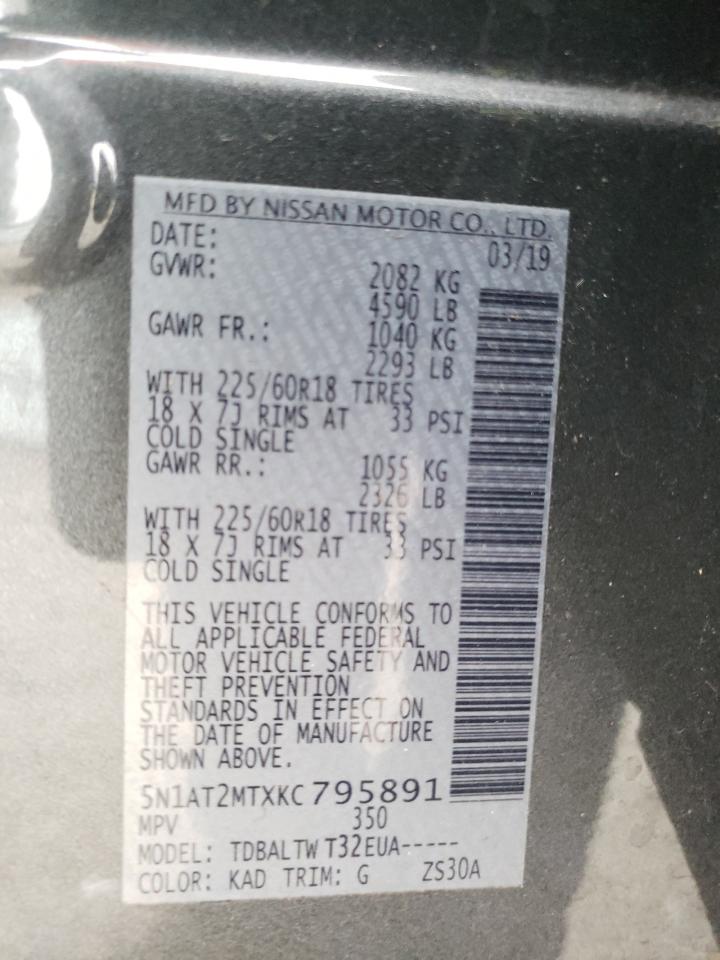 MFD BY NISSAN MOTOR CO., LTD.
DATE: 03/19
GVWR: 2082 KG
4590 LB
GAWR FR.: 1040 KG
2293 LB
WITH 225/60R18 TIRES
18 X 7J RIMS AT 33 PSI
COLD SINGLE
GAWR RR.: 1055 KG
2326 LB
WITH 225/60R18 TIRES
18 X 7J RIMS AT 33 PSI
COLD SINGLE
THIS VEHICLE CONFORMS TO
ALL APPLICABLE FEDERAL
MOTOR VEHICLE SAFETY AND
THEFT PREVENTION
STANDARDS IN EFFECT ON
THE DATE OF MANUFACTURE
SHOWN ABOVE.
5N1AT2MTXKC795891
MPV 350
MODEL: TDBALTW T32EUA-----
COLOR: KAD TRIM: G ZS30A